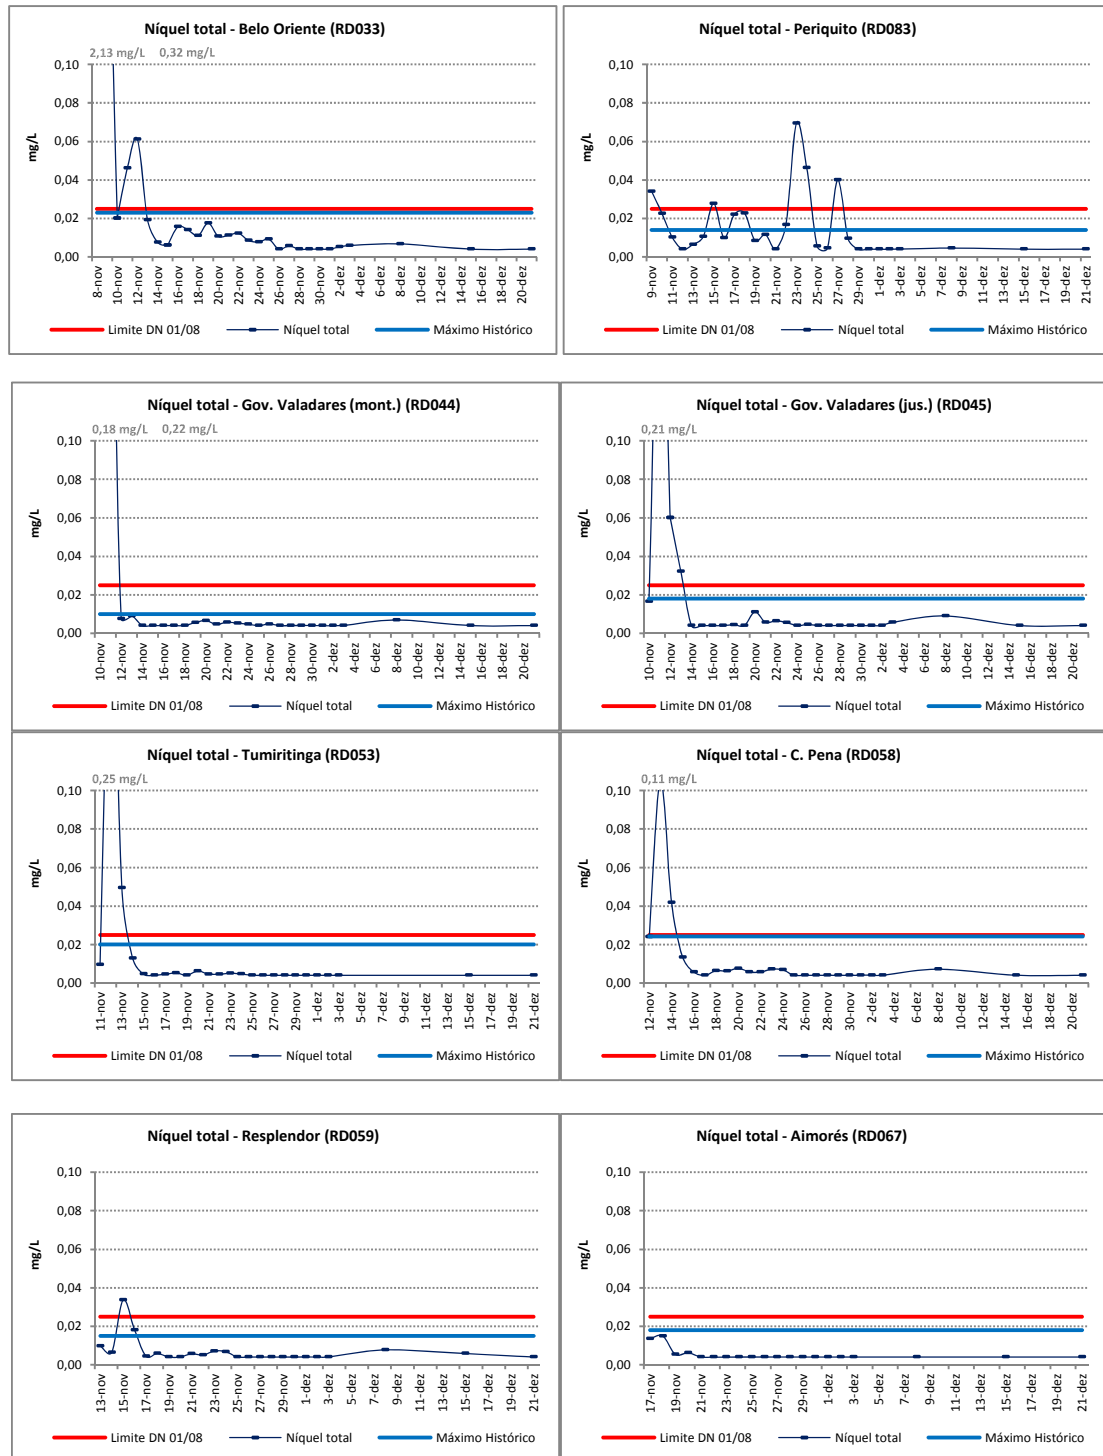 Níquel total - Belo Oriente (RD033)
2,13 mg/L 0,32 mg/L
0,10
0,08
0,06
0,04
0,02
0,00
mg/L
8-nov 10-nov 12-nov 14-nov 16-nov 18-nov 20-nov 22-nov 24-nov 26-nov 28-nov 30-nov 2-dez 4-dez 6-dez 8-dez 10-dez 12-dez 14-dez 16-dez 18-dez 20-dez
Limite DN 01/08 Níquel total Máximo Histórico
Níquel total - Periquito (RD083)
0,10
0,08
0,06
0,04
0,02
0,00
mg/L
9-nov 11-nov 13-nov 15-nov 17-nov 19-nov 21-nov 23-nov 25-nov 27-nov 29-nov 1-dez 3-dez 5-dez 7-dez 9-dez 11-dez 13-dez 15-dez 17-dez 19-dez 21-dez
Limite DN 01/08 Níquel total Máximo Histórico
Níquel total - Gov. Valadares (mont.) (RD044)
0,18 mg/L 0,22 mg/L
0,10
0,08
0,06
0,04
0,02
0,00
mg/L
10-nov 12-nov 14-nov 16-nov 18-nov 20-nov 22-nov 24-nov 26-nov 28-nov 30-nov 2-dez 4-dez 6-dez 8-dez 10-dez 12-dez 14-dez 16-dez 18-dez 20-dez
Limite DN 01/08 Níquel total Máximo Histórico
Níquel total - Gov. Valadares (jus.) (RD045)
0,21 mg/L
0,10
0,08
0,06
0,04
0,02
0,00
mg/L
10-nov 12-nov 14-nov 16-nov 18-nov 20-nov 22-nov 24-nov 26-nov 28-nov 30-nov 2-dez 4-dez 6-dez 8-dez 10-dez 12-dez 14-dez 16-dez 18-dez 20-dez
Limite DN 01/08 Níquel total Máximo Histórico
Níquel total - Tumiritinga (RD053)
0,25 mg/L
0,10
0,08
0,06
0,04
0,02
0,00
mg/L
11-nov 13-nov 15-nov 17-nov 19-nov 21-nov 23-nov 25-nov 27-nov 29-nov 1-dez 3-dez 5-dez 7-dez 9-dez 11-dez 13-dez 15-dez 17-dez 19-dez 21-dez
Limite DN 01/08 Níquel total Máximo Histórico
Níquel total - C. Pena (RD058)
0,11 mg/L
0,10
0,08
0,06
0,04
0,02
0,00
mg/L
12-nov 14-nov 16-nov 18-nov 20-nov 22-nov 24-nov 26-nov 28-nov 30-nov 2-dez 4-dez 6-dez 8-dez 10-dez 12-dez 14-dez 16-dez 18-dez 20-dez
Limite DN 01/08 Níquel total Máximo Histórico
Níquel total - Resplendor (RD059)
0,10
0,08
0,06
0,04
0,02
0,00
mg/L
13-nov 15-nov 17-nov 19-nov 21-nov 23-nov 25-nov 27-nov 29-nov 1-dez 3-dez 5-dez 7-dez 9-dez 11-dez 13-dez 15-dez 17-dez 19-dez 21-dez
Limite DN 01/08 Níquel total Máximo Histórico
Níquel total - Aimorés (RD067)
0,10
0,08
0,06
0,04
0,02
0,00
mg/L
17-nov 19-nov 21-nov 23-nov 25-nov 27-nov 29-nov 1-dez 3-dez 5-dez 7-dez 9-dez 11-dez 13-dez 15-dez 17-dez 19-dez 21-dez
Limite DN 01/08 Níquel total Máximo Histórico